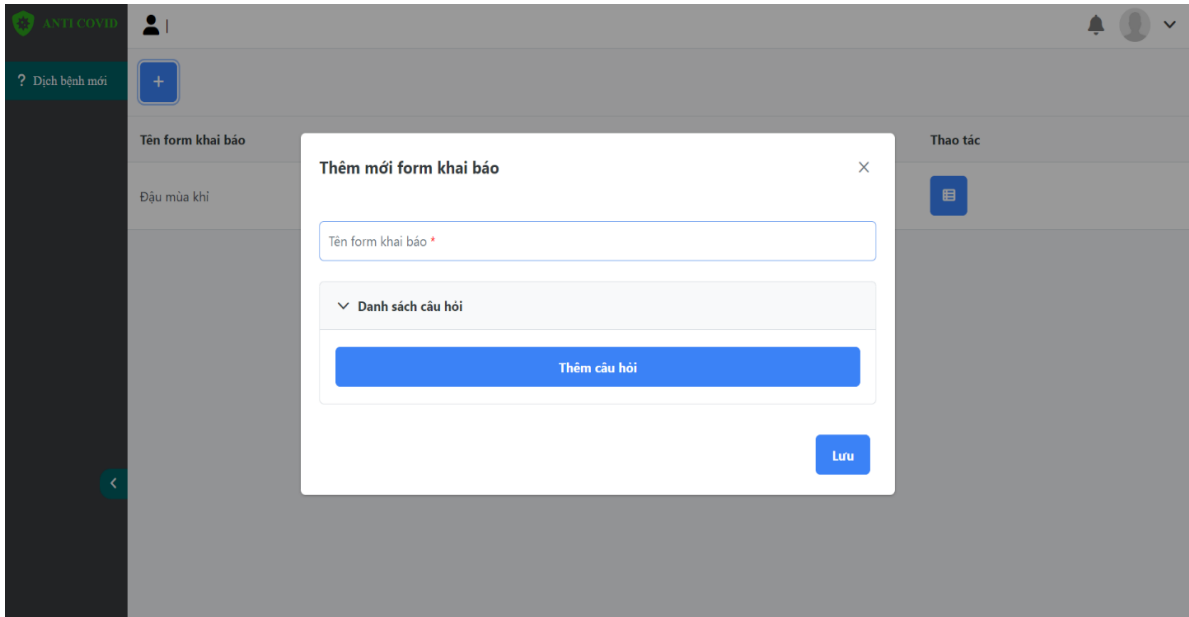 ANTI COVID
? Dịch bệnh mới
+
Tên form khai báo
Thao tác
Đậu mùa khỉ
Thêm mới form khai báo
Tên form khai báo *
Danh sách câu hỏi
Thêm câu hỏi
Lưu